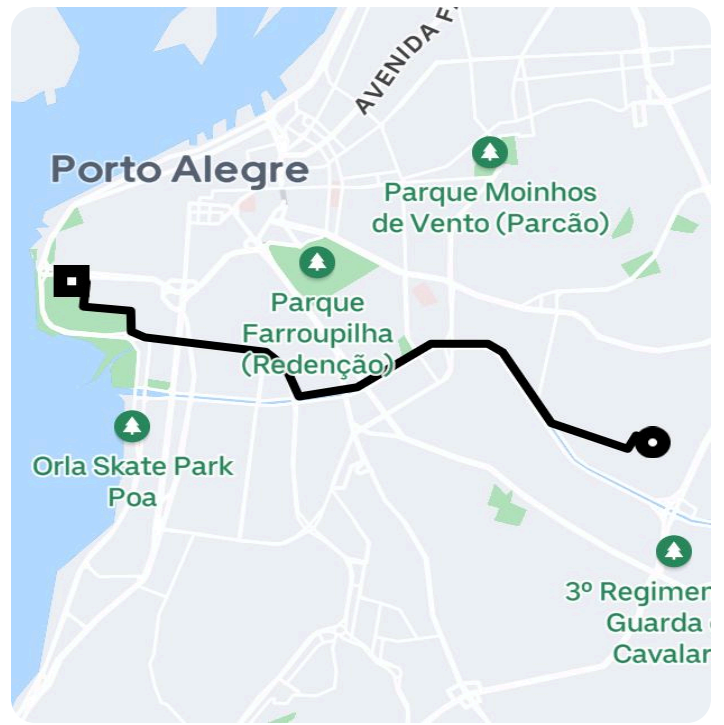 AVENIDA F
Porto Alegre
Parque Moinhos
de Vento (Parcão)
Parque
Farroupilha
(Redenção)
Orla Skate Park
Poa
3º Regimen
Guarda
Cavalar